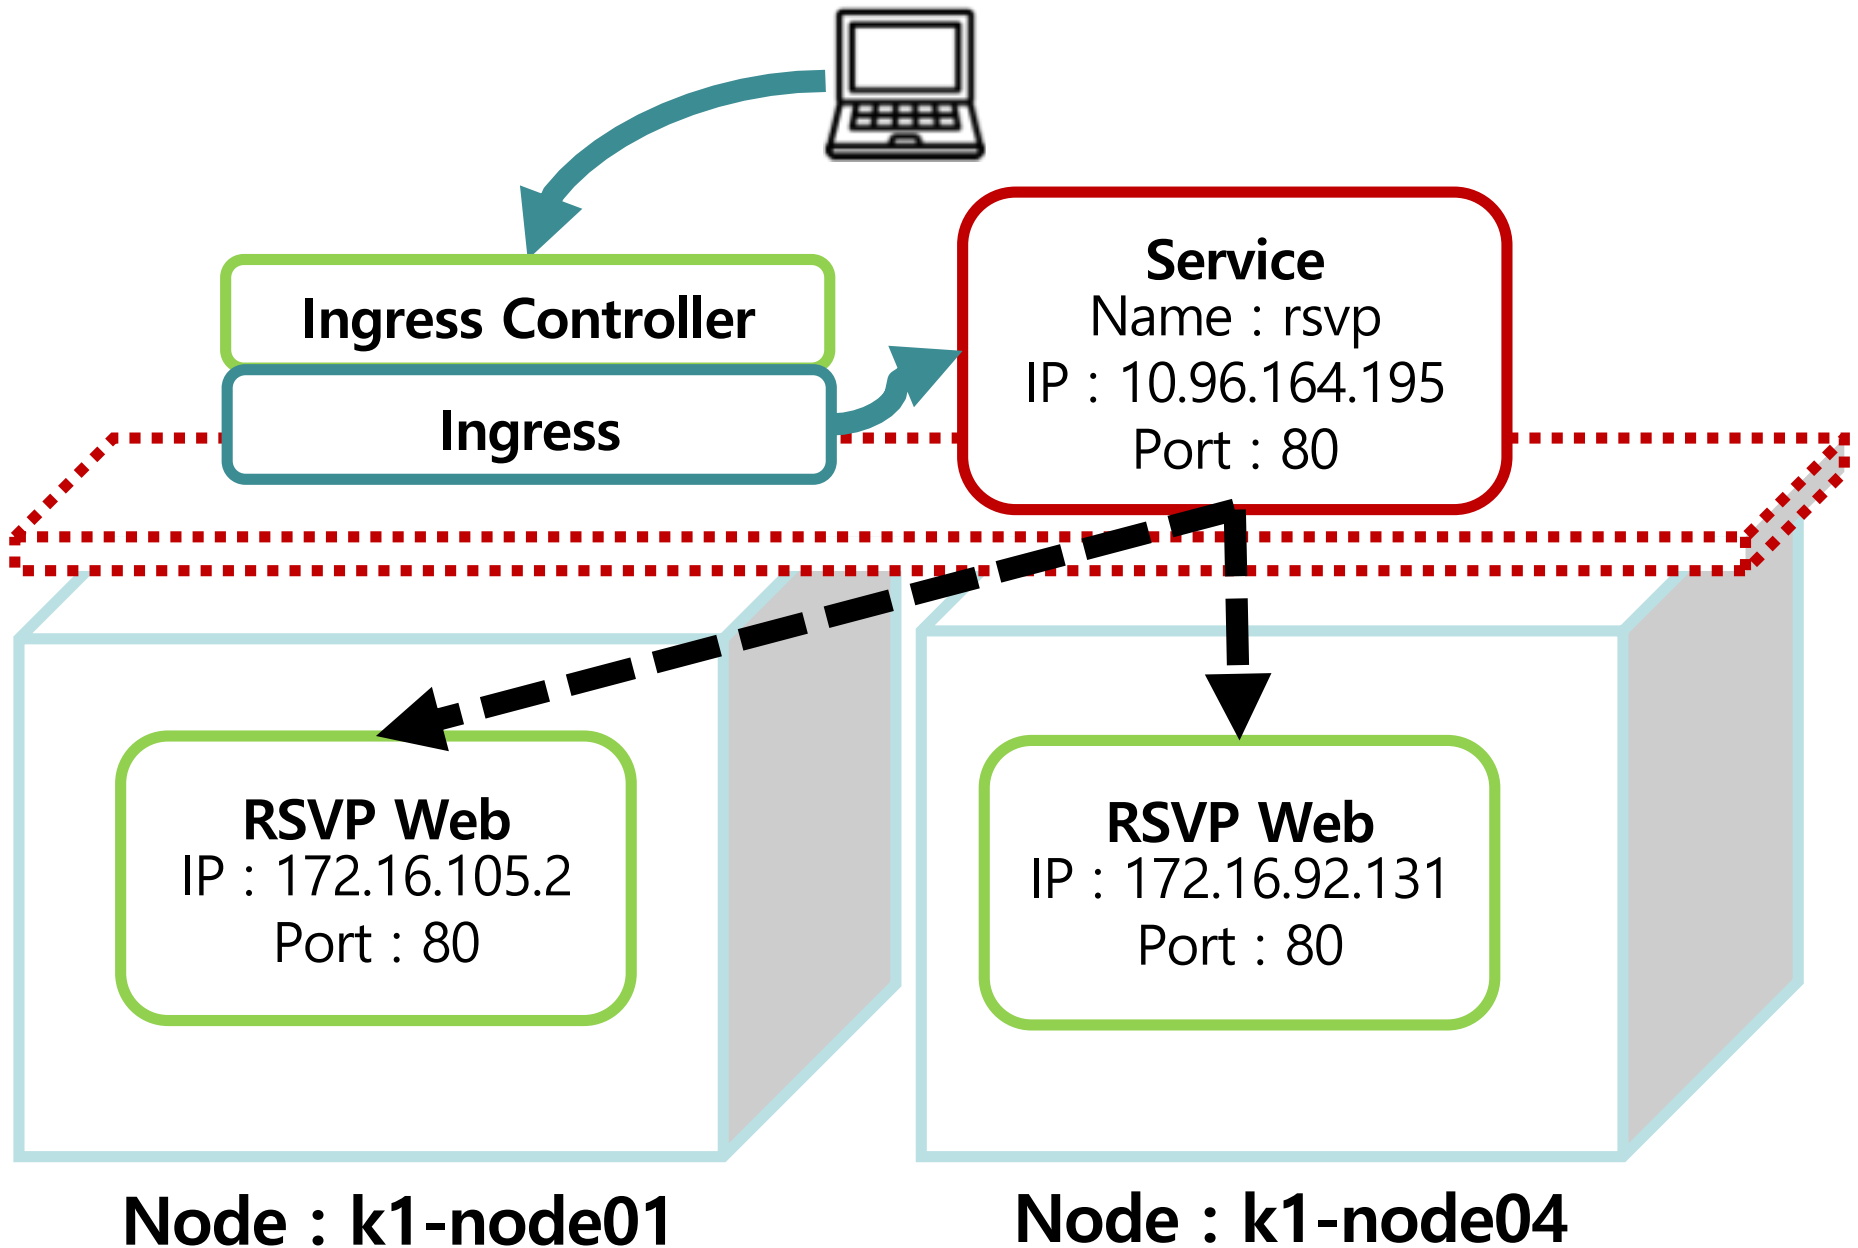 Ingress Controller
Ingress
Service
Name : rsvp
IP : 10.96.164.195
Port : 80
RSVP Web
IP : 172.16.105.2
Port : 80
RSVP Web
IP : 172.16.92.131
Port : 80
Node : k1-node01
Node : k1-node04